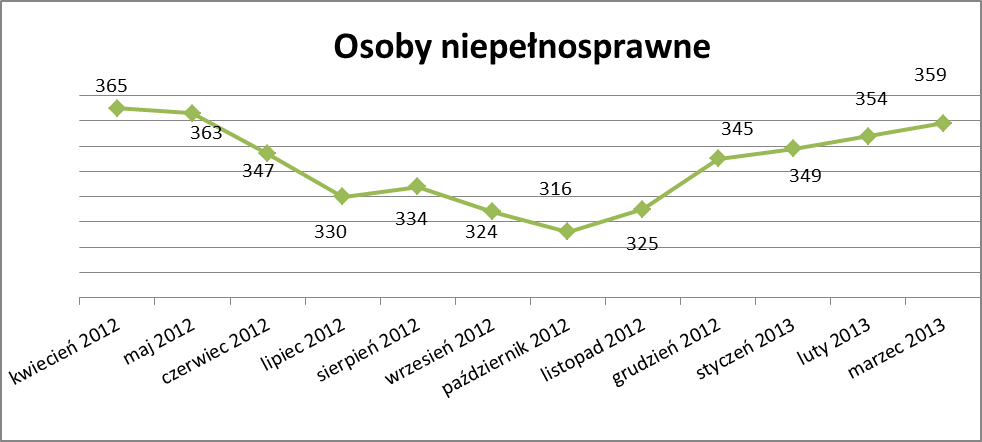 Osoby niepełnosprawne
365
363
347
330
334
324
316
325
345
349
354
359
kwiecień 2012
maj 2012
czerwiec 2012
lipiec 2012
sierpień 2012
wrzesień 2012
październik 2012
listopad 2012
grudzień 2012
styczeń 2013
luty 2013
marzec 2013